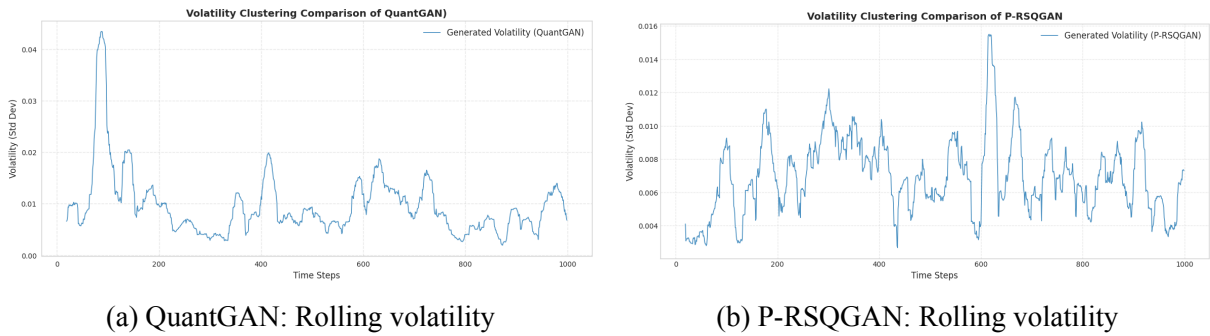 Volatility Clustering Comparison of QuantGAN)
Generated Volatility (QuantGAN)
Volatility (Std Dev)
0.04
0.03
0.02
0.01
0.00
0
200
400
600
800
1000
Time Steps
(a) QuantGAN: Rolling volatility
Volatility Clustering Comparison of P-RSQGAN
Generated Volatility (P-RSQGAN)
Volatility (Std Dev)
0.016
0.014
0.012
0.010
0.008
0.006
0.004
0
200
400
600
800
1000
Time Steps
(b) P-RSQGAN: Rolling volatility